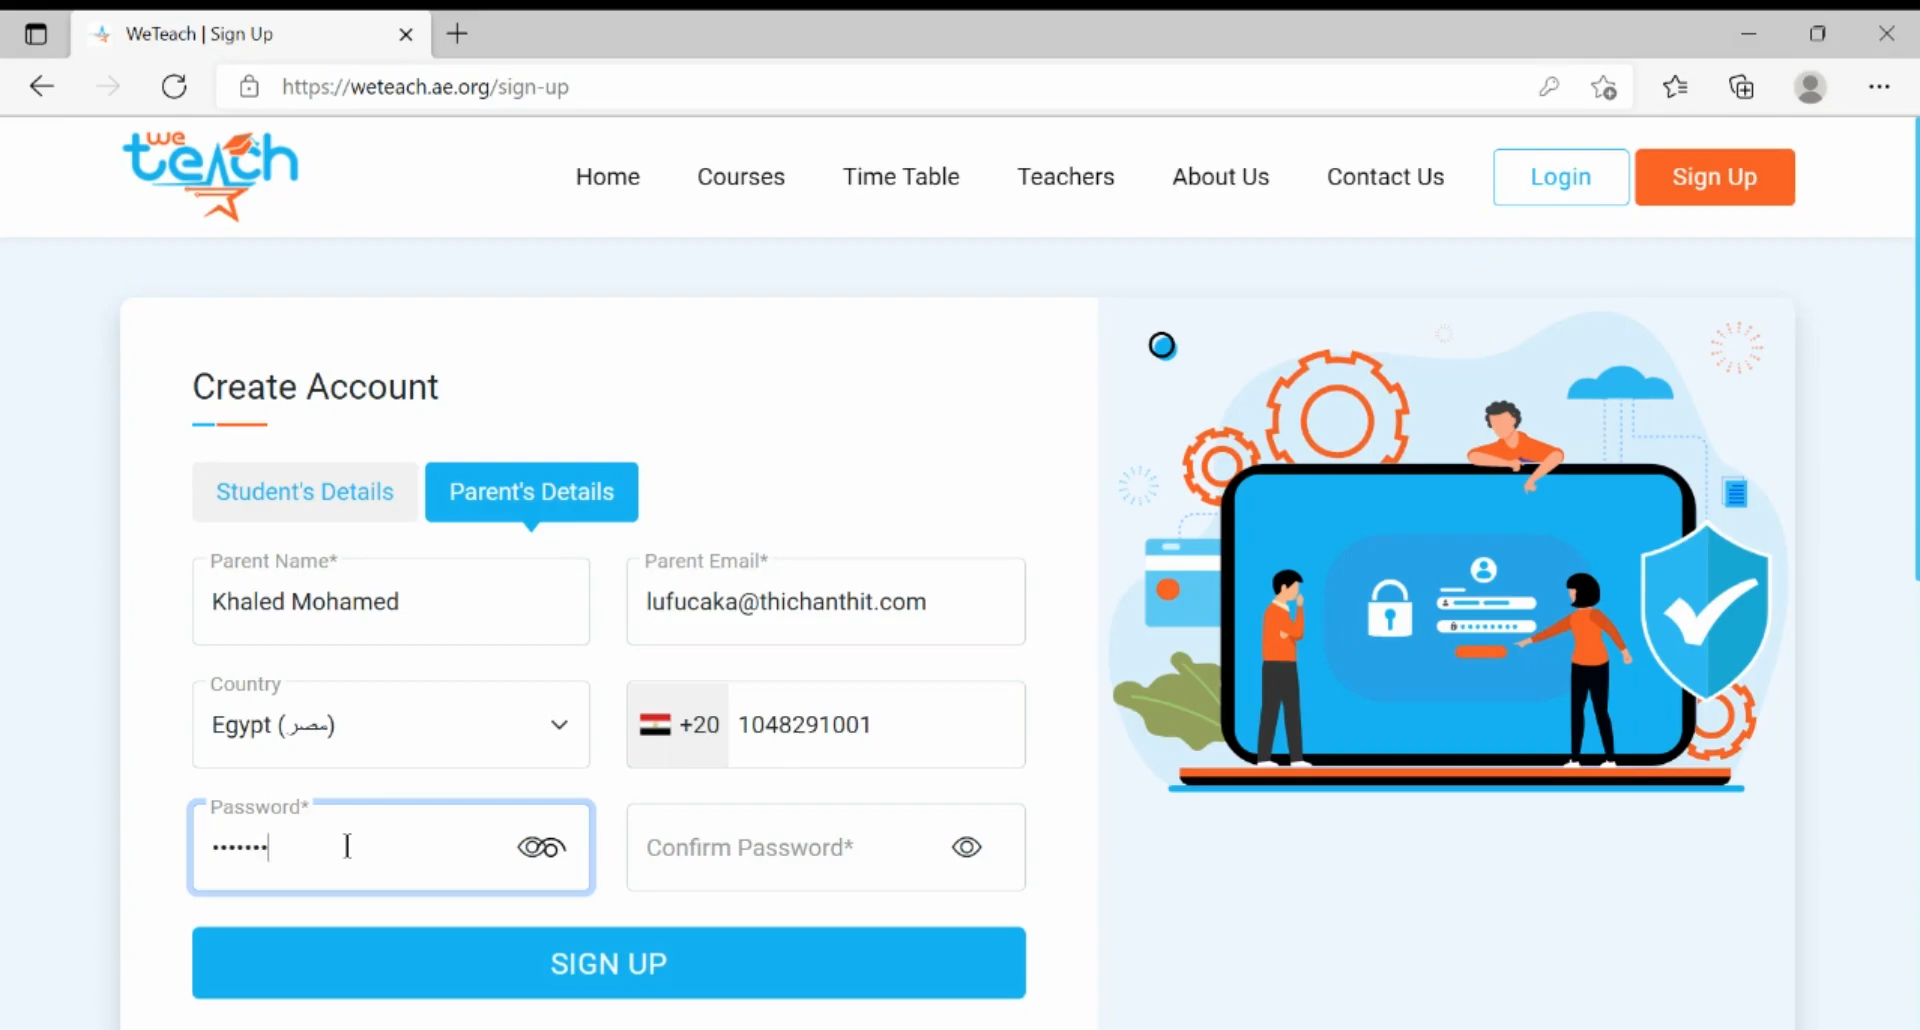 WeTeach | Sign Up
https://weteach.ae.org/sign-up
we
teach
Home
Courses
Time Table
Teachers
About Us
Contact Us
Login
Sign Up
Create Account
Student's Details
Parent's Details
Parent Name*
Khaled Mohamed
Parent Email*
lufucaka@thichanthit.com
Country
Egypt (مصر)
+20
1048291001
Password*
Confirm Password*
SIGN UP